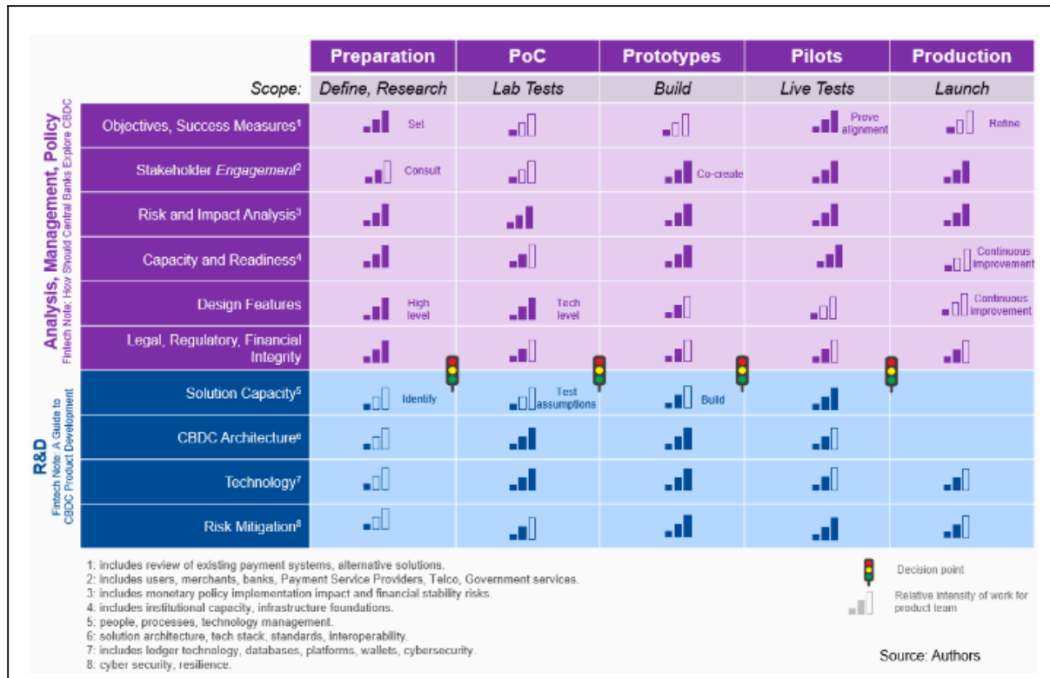 Preparation PoC Prototypes Pilots Production
Scope: Define, Research Lab Tests Build Live Tests Launch
Analysis, Management, Policy
Fintech Note: How Should Central Banks Explore CBDC
Objectives, Success Measures¹ Set Prove alignment Refine
Stakeholder Engagement² Consult Co-create
Risk and Impact Analysis³
Capacity and Readiness⁴ Continuous improvement
Design Features High level Tech level Continuous improvement
Legal, Regulatory, Financial
Integrity
R&D
Fintech Note: A Guide to
CBDC Product Development
Solution Capacity⁵ Identify Test assumptions Build
CBDC Architecture⁶
Technology⁷
Risk Mitigation⁸
1: includes review of existing payment systems, alternative solutions.
2: includes users, merchants, banks, Payment Service Providers, Telco, Government services.
3: includes monetary policy implementation impact and financial stability risks.
4: includes institutional capacity, infrastructure foundations.
5: people, processes, technology management.
6: solution architecture, tech stack, standards, interoperability.
7: includes ledger technology, databases, platforms, wallets, cybersecurity
8: cyber security, resilience.
Decision point
Relative intensity of work for
product team
Source: Authors